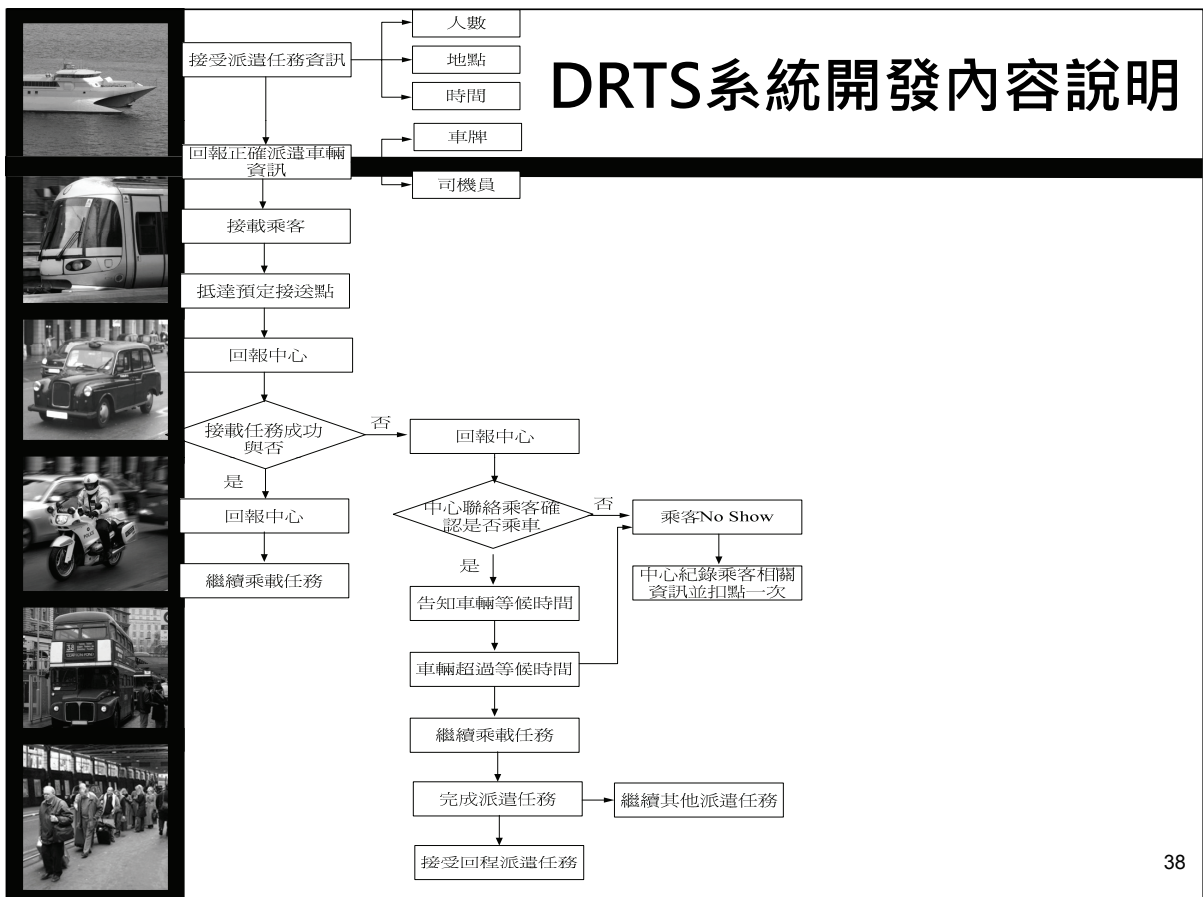 DRTS系統開發內容說明
接受派遣任務資訊
人數
地點
時間
回報正確派遣車輛
資訊
車牌
司機員
接載乘客
抵達預定接送點
回報中心
接載任務成功
與否
否
是
回報中心
繼續乘載任務
回報中心
中心聯絡乘客確
認是否乘車
否
是
乘客No Show
中心紀錄乘客相關
資訊並扣點一次
告知車輛等候時間
車輛超過等候時間
繼續乘載任務
完成派遣任務
繼續其他派遣任務
接受回程派遣任務
38